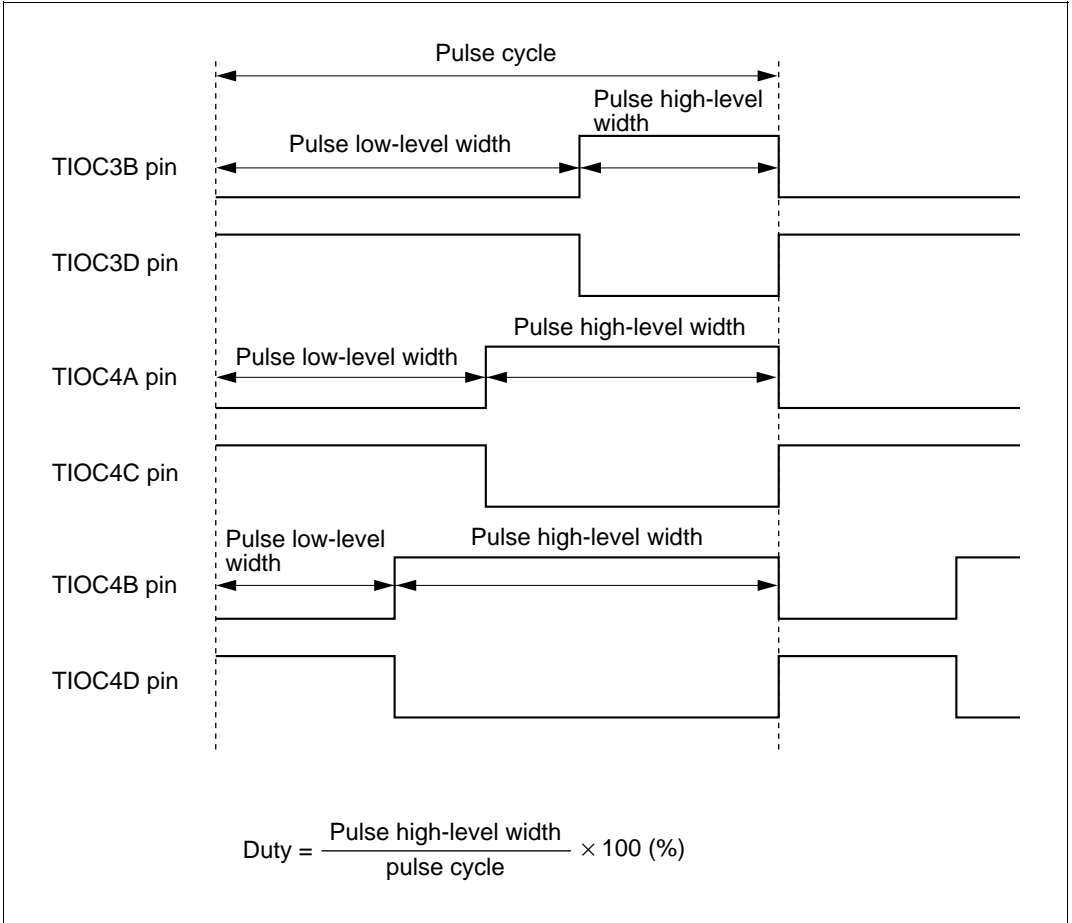 Pulse cycle
Pulse high-level
width
Pulse low-level width
TIOC3B pin
TIOC3D pin
Pulse high-level width
Pulse low-level width
TIOC4A pin
TIOC4C pin
Pulse low-level
width
Pulse high-level width
TIOC4B pin
TIOC4D pin
Duty = Pulse high-level width / pulse cycle × 100 (%)